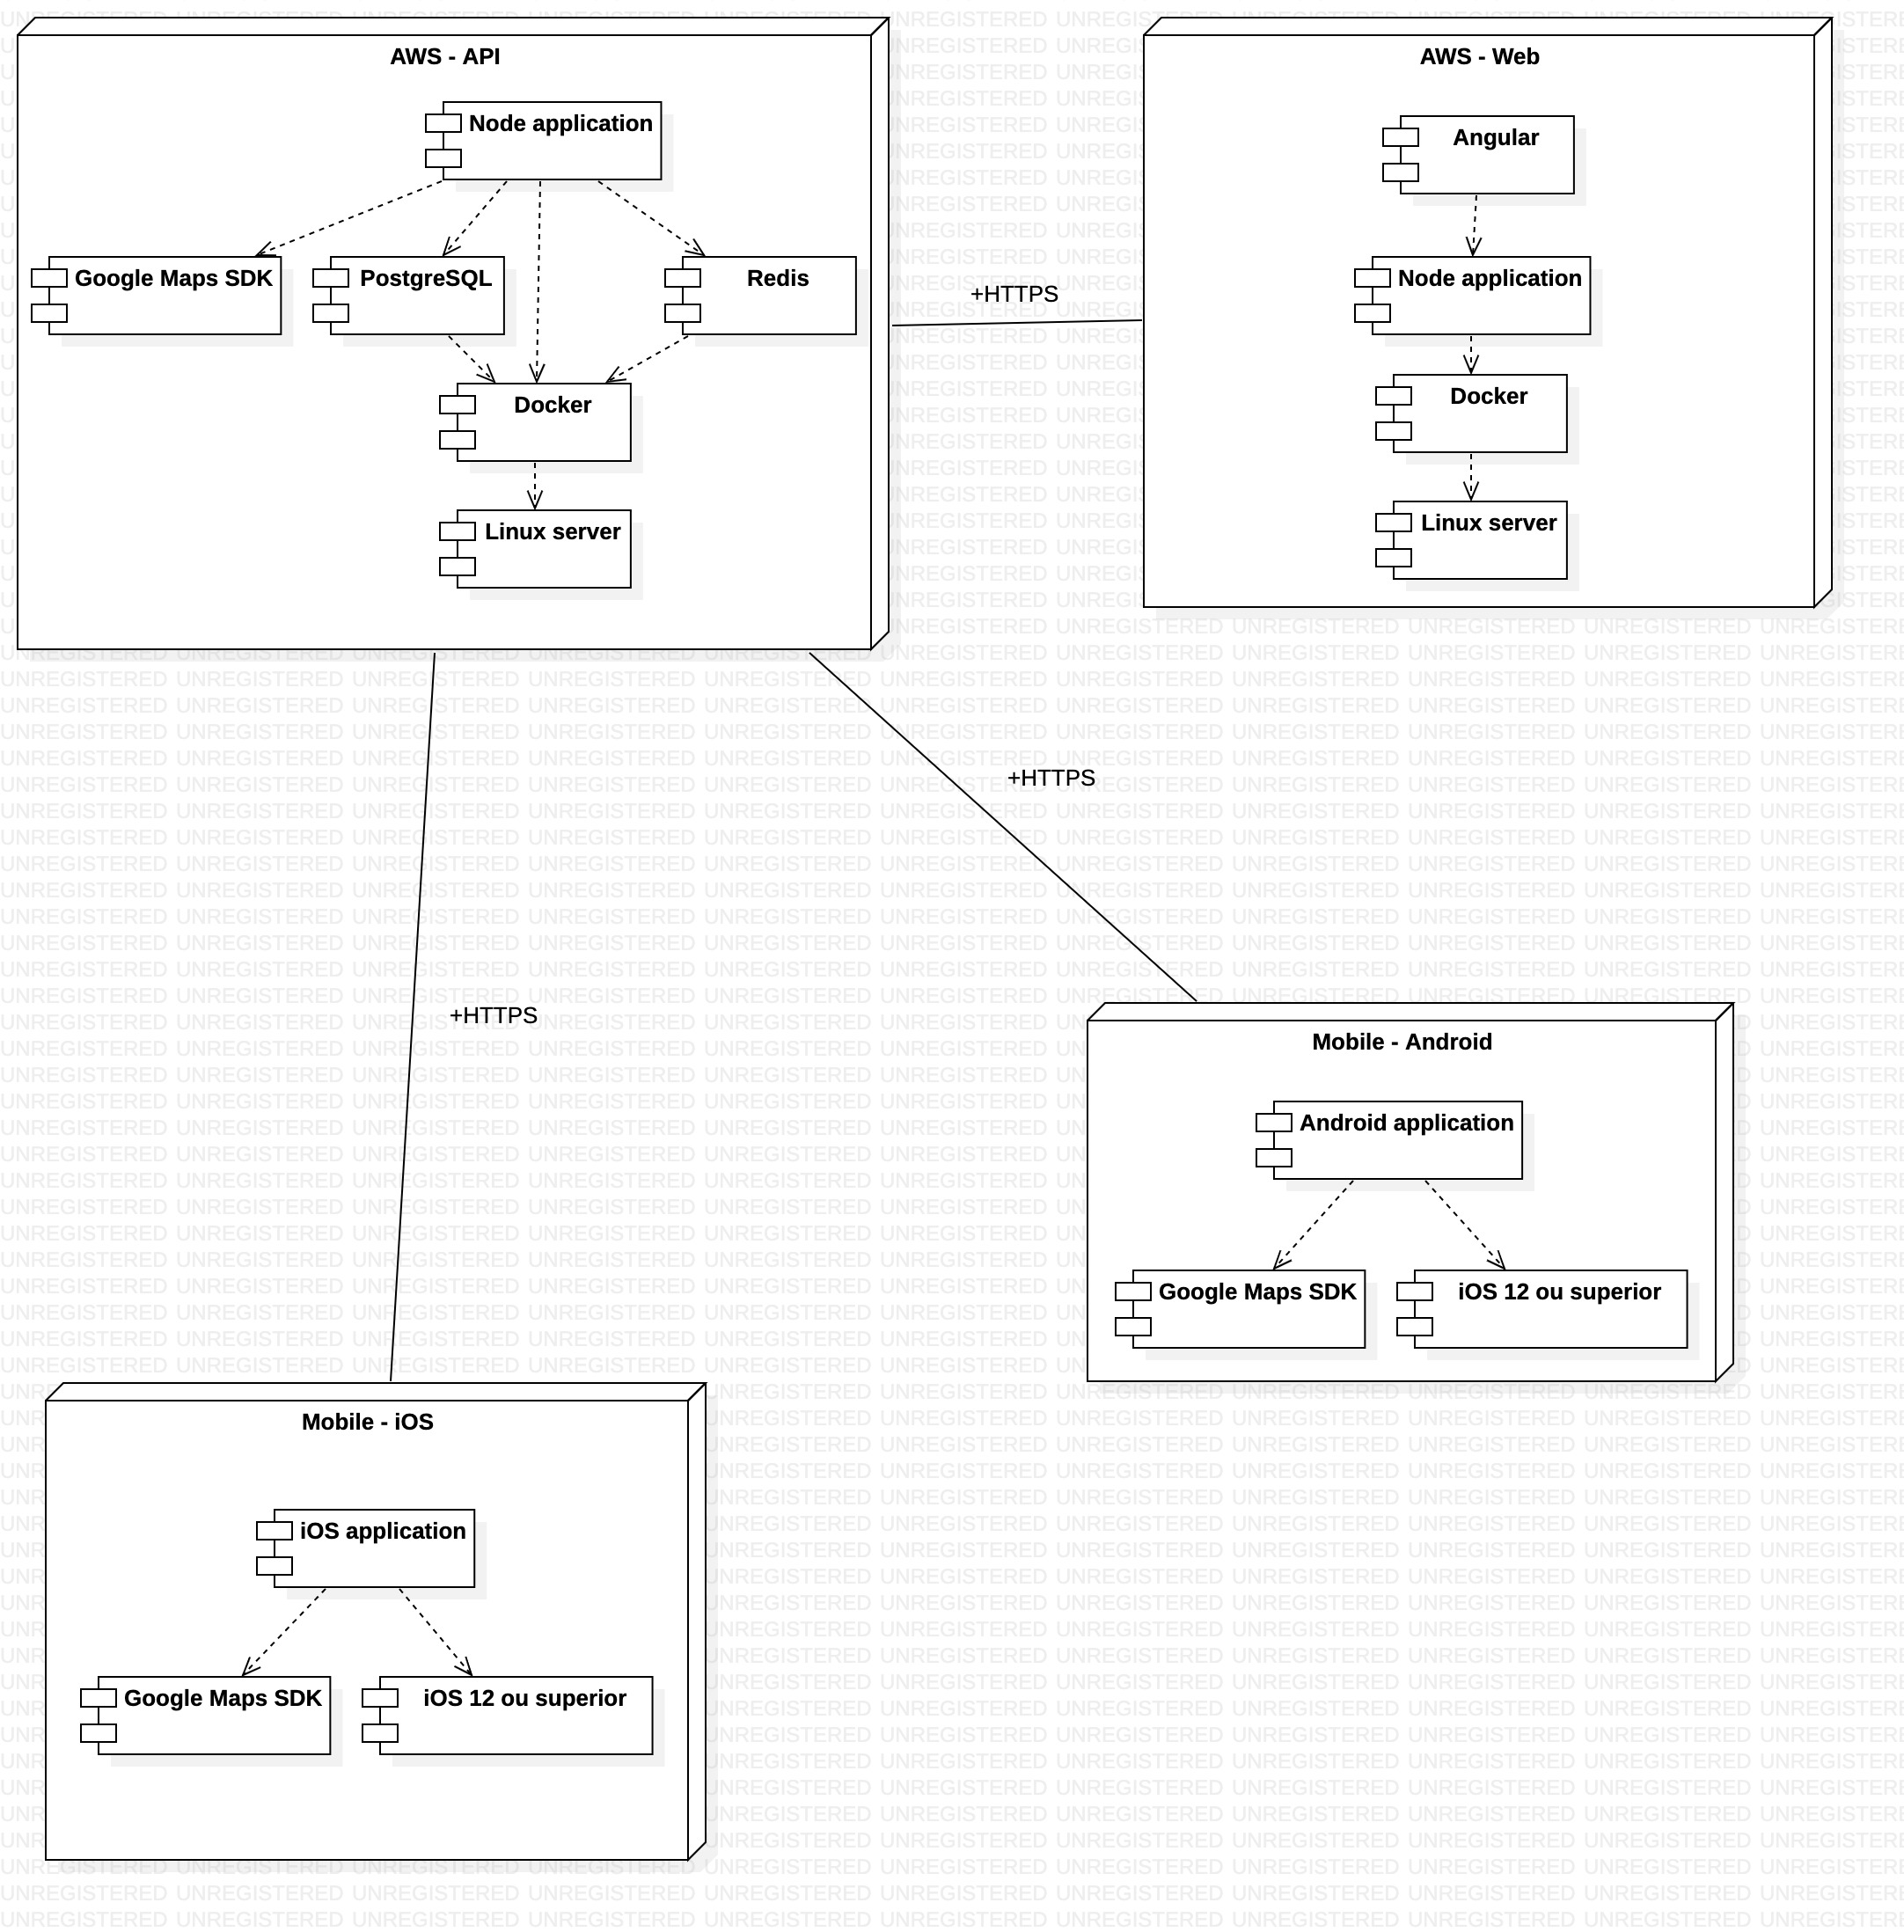 AWS - API
Node application
Google Maps SDK
PostgreSQL
Redis
Docker
Linux server
+HTTPS
AWS - Web
Angular
Node application
Docker
Linux server
+HTTPS
+HTTPS
Mobile - Android
Android application
Google Maps SDK
iOS 12 ou superior
Mobile - iOS
iOS application
Google Maps SDK
iOS 12 ou superior
UNREGISTERED